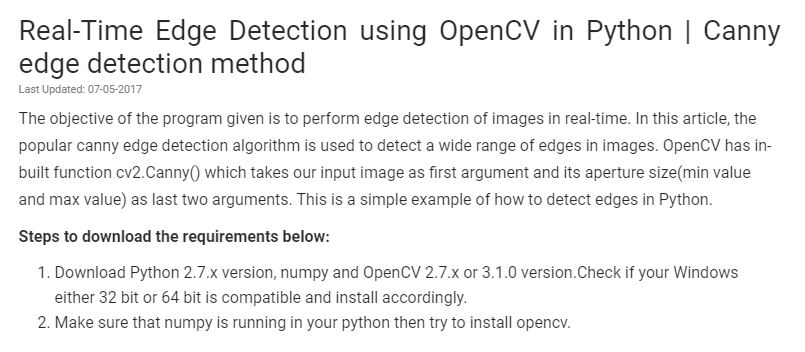 Real-Time Edge Detection using OpenCV in Python | Canny
edge detection method
Last Updated: 07-05-2017
The objective of the program given is to perform edge detection of images in real-time. In this article, the
popular canny edge detection algorithm is used to detect a wide range of edges in images. OpenCV has in-
built function cv2.Canny() which takes our input image as first argument and its aperture size(min value
and max value) as last two arguments. This is a simple example of how to detect edges in Python.
Steps to download the requirements below:
1. Download Python 2.7.x version, numpy and OpenCV 2.7.x or 3.1.0 version.Check if your Windows
either 32 bit or 64 bit is compatible and install accordingly.
2. Make sure that numpy is running in your python then try to install opencv.